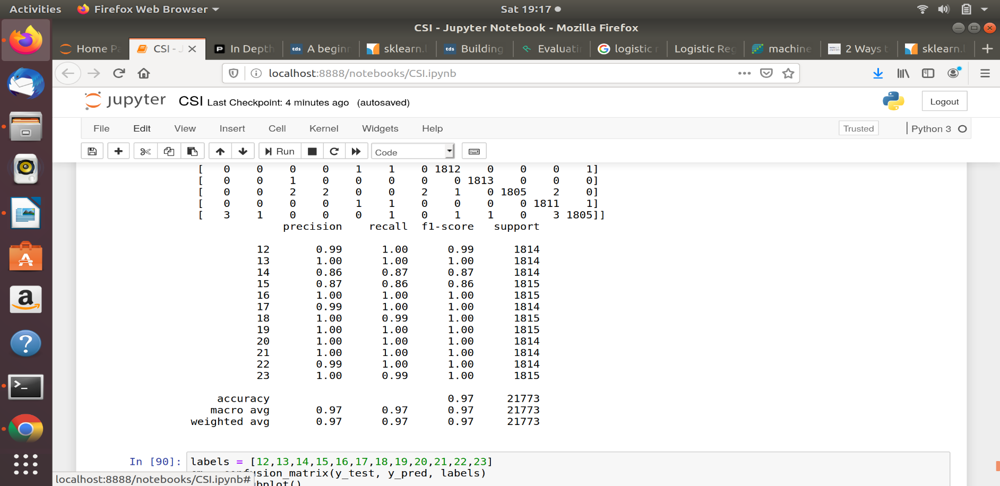 Activities Firefox Web Browser Sat 19:17
CSI - Jupyter Notebook - Mozilla Firefox
Home Pa CSI - J In Depth A beginn sklearn.l Building Evaluati logistic r Logistic Reg machine 2 Ways t sklearn.l
localhost:8888/notebooks/CSI.ipynb
jupyter CSI Last Checkpoint: 4 minutes ago (autosaved) Logout
File Edit View Insert Cell Kernel Widgets Help Trusted Python 3
Run Code
[ 0 0 0 0 1 1 0 1812 0 0 0 1]
[ 0 0 1 0 0 0 0 0 1813 0 0 0]
[ 0 0 2 2 0 0 2 1 0 1805 2 0]
[ 0 0 0 0 1 1 0 0 0 0 1811 1]
[ 3 1 0 0 0 1 0 1 1 0 3 1805]]
precision recall f1-score support
12 0.99 1.00 0.99 1814
13 1.00 1.00 1.00 1814
14 0.86 0.87 0.87 1814
15 0.87 0.86 0.86 1815
16 1.00 1.00 1.00 1815
17 0.99 1.00 1.00 1814
18 1.00 0.99 1.00 1815
19 1.00 1.00 1.00 1815
20 1.00 1.00 1.00 1814
21 1.00 1.00 1.00 1814
22 0.99 1.00 1.00 1814
23 1.00 0.99 1.00 1815
accuracy 0.97 21773
macro avg 0.97 0.97 0.97 21773
weighted avg 0.97 0.97 0.97 21773
In [90]: labels = [12,13,14,15,16,17,18,19,20,21,22,23]
confusion_matrix(y_test, y_pred, labels)
bplot()
localhost:8888/notebooks/CSI.ipynb#